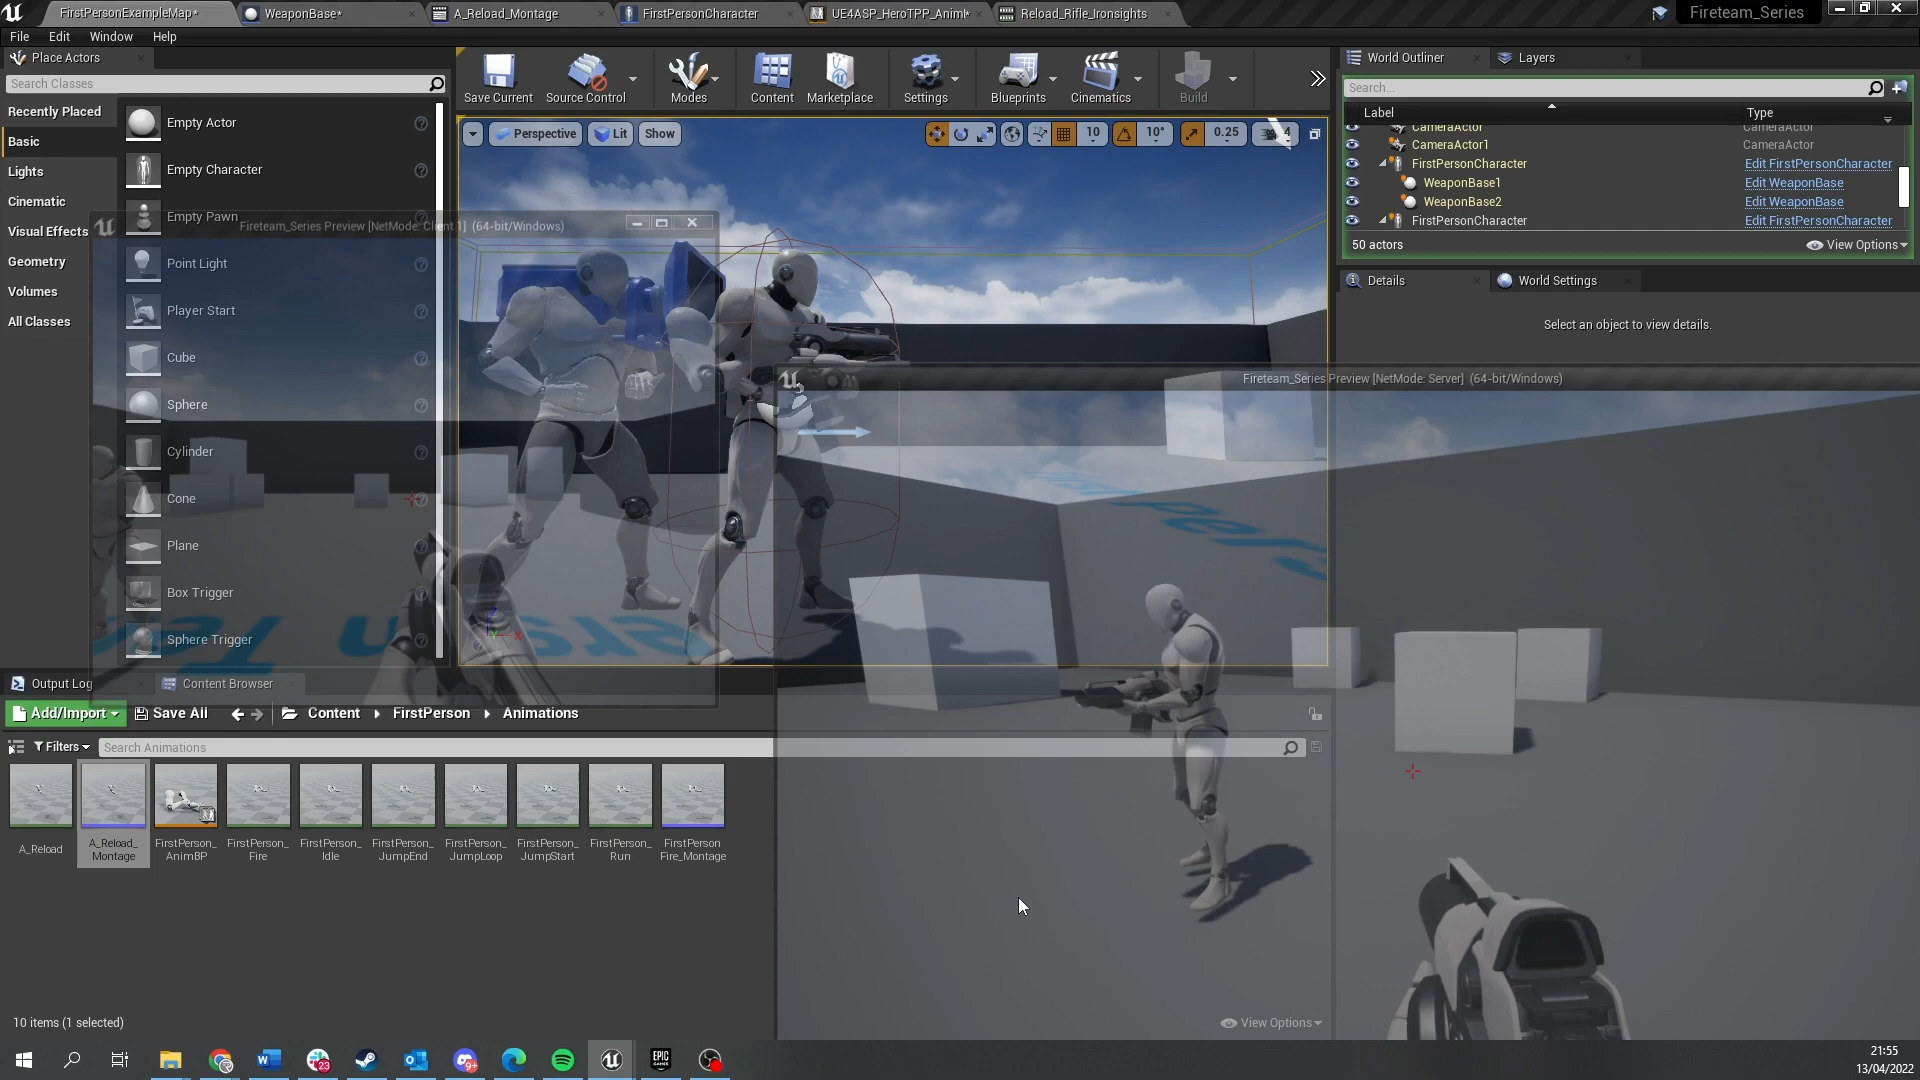 FirstPersonExampleMap*
WeaponBase*
A_Reload_Montage
FirstPersonCharacter
UE4ASP_HeroTPP_AnimI*
Reload_Rifle_Ironsights
Fireteam_Series
File Edit Window Help
Place Actors
Search Classes
Recently Placed
Basic
Lights
Cinematic
Visual Effects
Geometry
Volumes
All Classes
Empty Actor
Empty Character
Empty Pawn
Point Light
Player Start
Cube
Sphere
Cylinder
Cone
Plane
Box Trigger
Sphere Trigger
Save Current
Source Control
Modes
Content
Marketplace
Settings
Blueprints
Cinematics
Build
Perspective
Lit
Show
10
10°
0.25
4
Fireteam_Series Preview [NetMode: Client 1] (64-bit/Windows)
Fireteam_Series Preview [NetMode: Server] (64-bit/Windows)
World Outliner
Layers
Search...
Label
Type
CameraActor CameraActor
CameraActor1 CameraActor
FirstPersonCharacter Edit FirstPersonCharacter
WeaponBase1 Edit WeaponBase
WeaponBase2 Edit WeaponBase
FirstPersonCharacter Edit FirstPersonCharacter
50 actors
View Options
Details
World Settings
Select an object to view details.
Output Log
Content Browser
Add/Import
Save All
Content
FirstPerson
Animations
Filters
Search Animations
A_Reload
A_Reload_
Montage
FirstPerson_
AnimBP
FirstPerson_
Fire
FirstPerson_
Idle
FirstPerson_
JumpEnd
FirstPerson_
JumpLoop
FirstPerson_
JumpStart
FirstPerson_
Run
FirstPerson
Fire_Montage
10 items (1 selected)
View Options
23
9+
EPIC
GAMES
21:55
13/04/2022